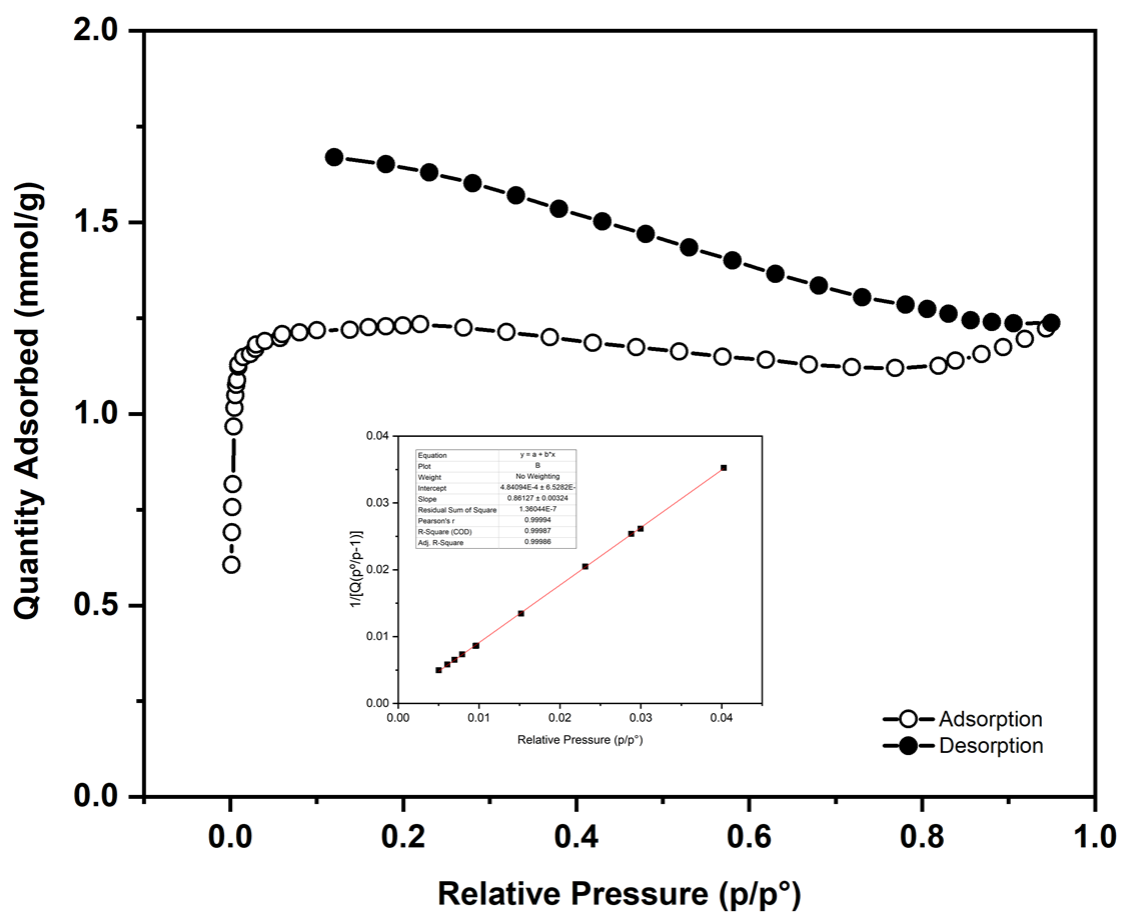 2.0
1.5
1.0
0.5
0.0
Quantity Adsorbed (mmol/g)
0.04
0.03
0.02
0.01
0.00
1/[Q(pº/p-1)]
Equation y = a + b*x
Plot B
Weight No Weighting
Intercept 4.84094E-4 ± 6.5282E-
Slope 0.86127 ± 0.00324
Residual Sum of Square 1.36044E-7
Pearson's r 0.99994
R-Square (COD) 0.99987
Adj. R-Square 0.99986
0.00 0.01 0.02 0.03 0.04
Relative Pressure (p/p°)
Adsorption
Desorption
0.0 0.2 0.4 0.6 0.8 1.0
Relative Pressure (p/p°)